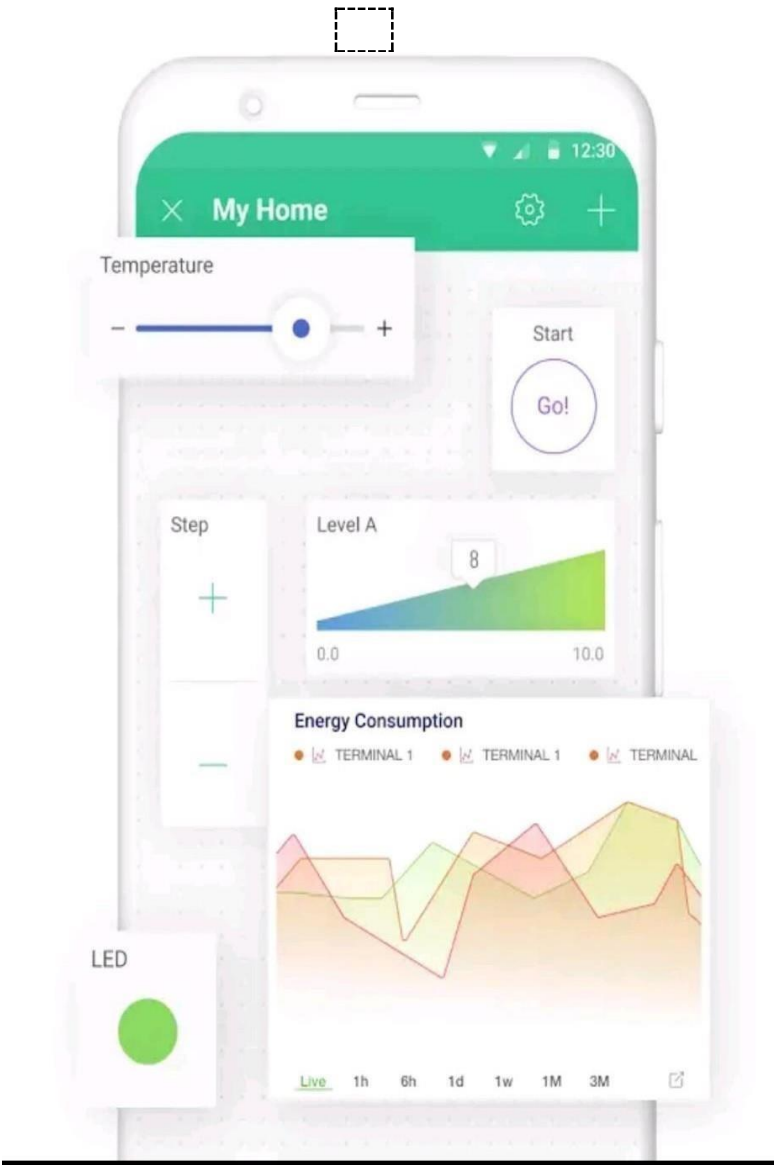 12:30
My Home
Temperature
− +
Start
Go!
Step
+
−
Level A
8
0.0 10.0
Energy Consumption
TERMINAL 1 TERMINAL 1 TERMINAL
Live 1h 6h 1d 1w 1M 3M
LED